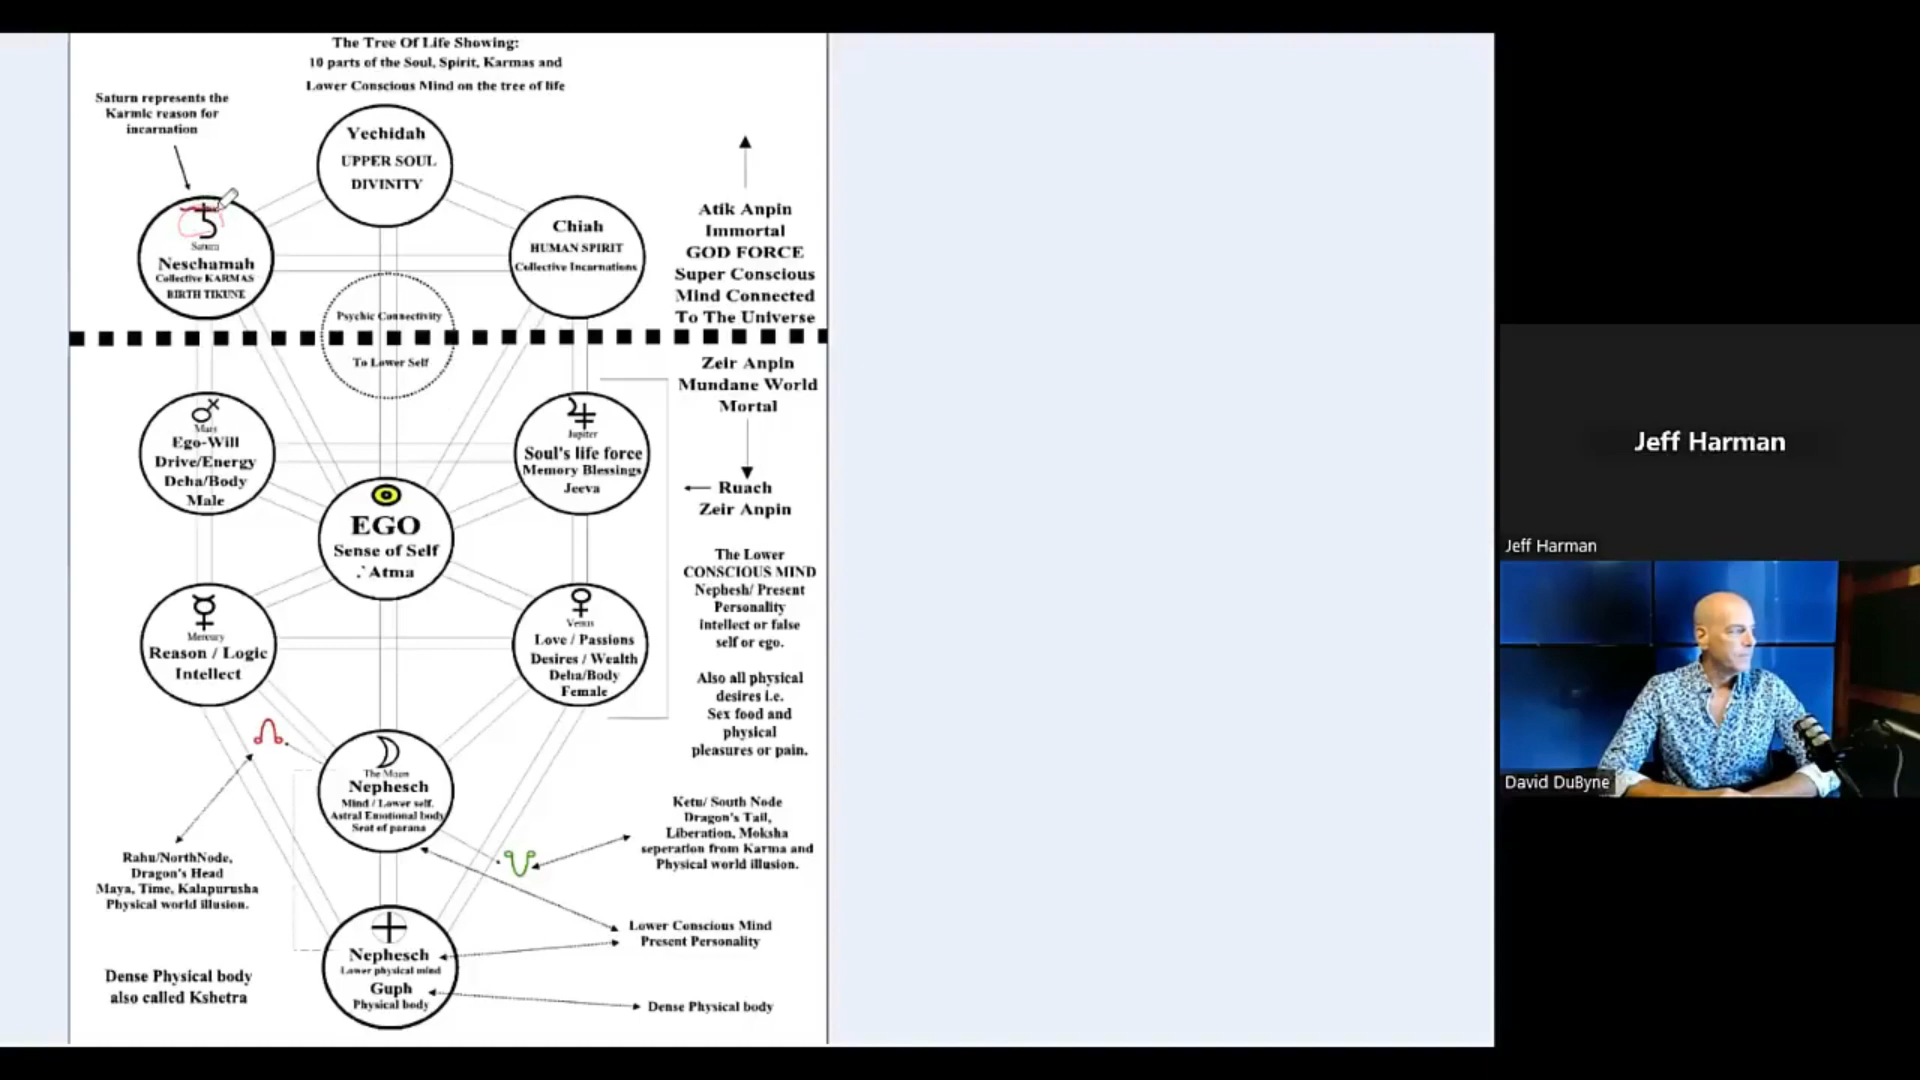 The Tree Of Life Showing:
10 parts of the Soul, Spirit, Karmas and
Lower Conscious Mind on the tree of life
Saturn represents the
Karmic reason for
incarnation
Yechidah
UPPER SOUL
DIVINITY
Saturn
Neschamah
Collective KARMAS
BIRTH TIKUNE
Chiah
HUMAN SPIRIT
Collective Incarnations
Atik Anpin
Immortal
GOD FORCE
Super Conscious
Mind Connected
To The Universe
Psychic Connectivity
To Lower Self
Zeir Anpin
Mundane World
Mortal
Mars
Ego-Will
Drive/Energy
Deha/Body
Male
Jupiter
Soul's life force
Memory Blessings
Jeeva
Ruach
Zeir Anpin
EGO
Sense of Self
Atma
The Lower
CONSCIOUS MIND
Nephesh/ Present
Personality
intellect or false
self or ego.
Mercury
Reason / Logic
Intellect
Venus
Love / Passions
Desires / Wealth
Deha/Body
Female
Also all physical
desires i.e.
Sex food and
physical
pleasures or pain.
The Moon
Nephesch
Mind / Lower self.
Astral Emotional body
Seat of parana
Ketu/ South Node
Dragon's Tail,
Liberation, Moksha
seperation from Karma and
Physical world illusion.
Rahu/NorthNode,
Dragon's Head
Maya, Time, Kalapurusha
Physical world illusion.
Lower Conscious Mind
Present Personality
Nephesch
Lower physical mind
Guph
Physical body
Dense Physical body
also called Kshetra
Dense Physical body
Jeff Harman
Jeff Harman
David DuByne